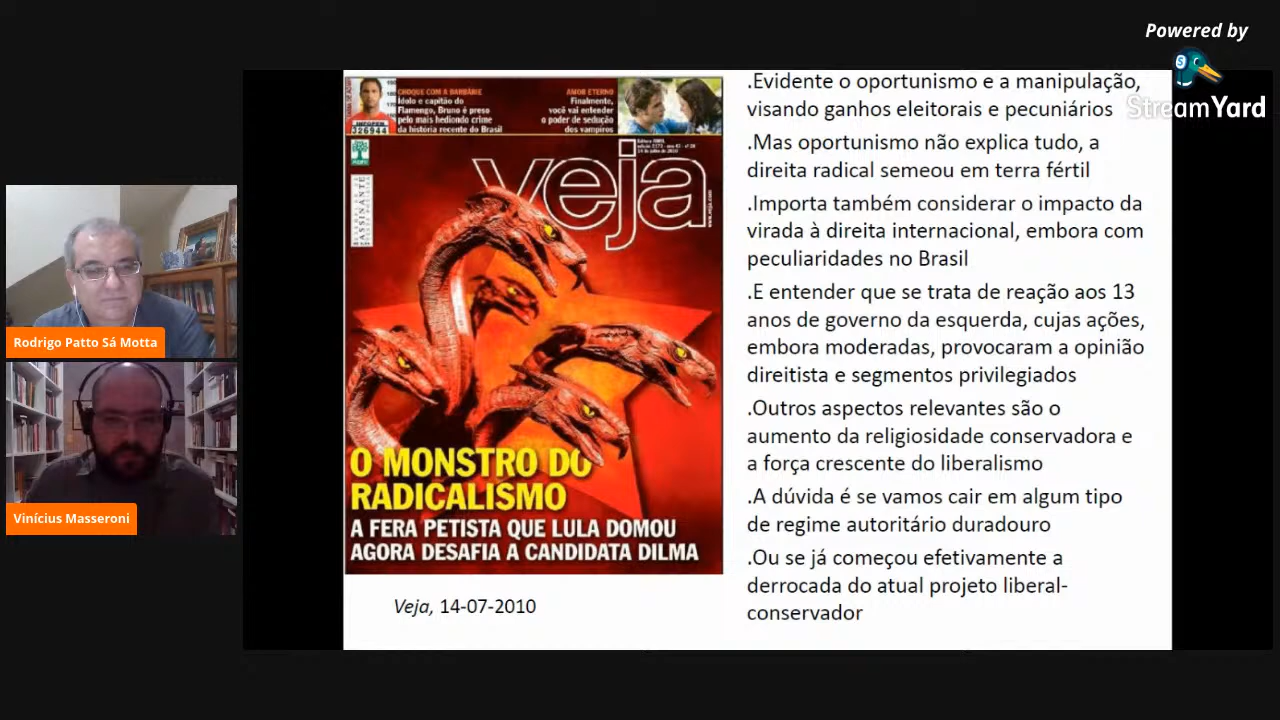 Powered by
StreamYard
Rodrigo Patto Sá Motta
Vinícius Masseroni
CHOQUE COM A BARBÁRIE
Ídolo e capitão do
Flamengo, Bruno é preso
pelo mais hediondo crime
da história recente do Brasil
INFOPEN
326944
AMOR ETERNO
Finalmente,
você vai entender
o poder de sedução
dos vampiros
veja
ASSINANTE
O MONSTRO DO
RADICALISMO
A FERA PETISTA QUE LULA DOMOU
AGORA DESAFIA A CANDIDATA DILMA
Veja, 14-07-2010
.Evidente o oportunismo e a manipulação,
visando ganhos eleitorais e pecuniários
.Mas oportunismo não explica tudo, a
direita radical semeou em terra fértil
.Importa também considerar o impacto da
virada à direita internacional, embora com
peculiaridades no Brasil
.E entender que se trata de reação aos 13
anos de governo da esquerda, cujas ações,
embora moderadas, provocaram a opinião
direitista e segmentos privilegiados
.Outros aspectos relevantes são o
aumento da religiosidade conservadora e
a força crescente do liberalismo
.A dúvida é se vamos cair em algum tipo
de regime autoritário duradouro
.Ou se já começou efetivamente a
derrocada do atual projeto liberal-
conservador